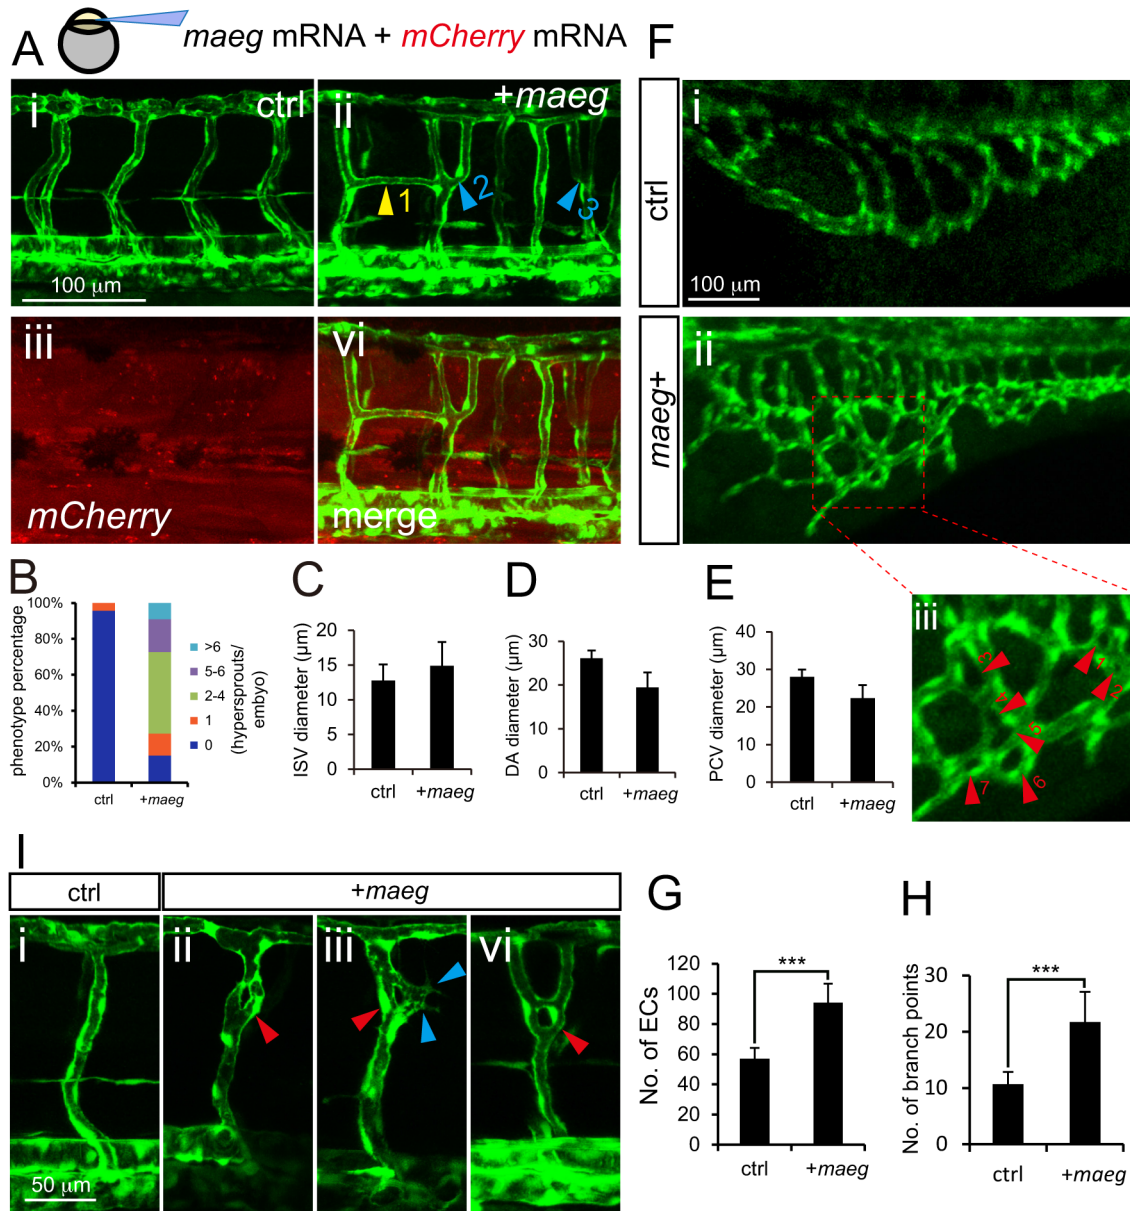 A
maeg mRNA + mCherry mRNA
i
ctrl
ii
+maeg
1
2
3
100 µm
iii
mCherry
vi
merge
F
ctrl
i
100 µm
maeg+
ii
iii
1
2
3
4
5
6
7
B
phenotype percentage
100%
80%
60%
40%
20%
0%
ctrl
+maeg
>6
5-6
2-4
1
0
(hypersprouts/
embyo)
C
ISV diameter (µm)
20
15
10
5
0
ctrl
+maeg
D
DA diameter (µm)
30
20
10
0
ctrl
+maeg
E
PCV diameter (µm)
40
30
20
10
0
ctrl
+maeg
I
ctrl
+maeg
i
ii
iii
vi
50 µm
G
No. of ECs
120
100
80
60
40
20
0
***
ctrl
+maeg
H
No. of branch points
30
20
10
0
***
ctrl
+maeg